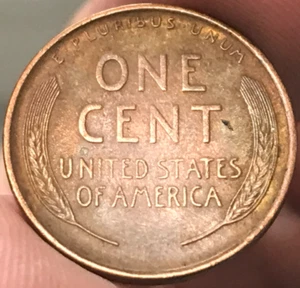 E PLURIBUS UNUM
ONE
CENT
UNITED STATES
OF AMERICA